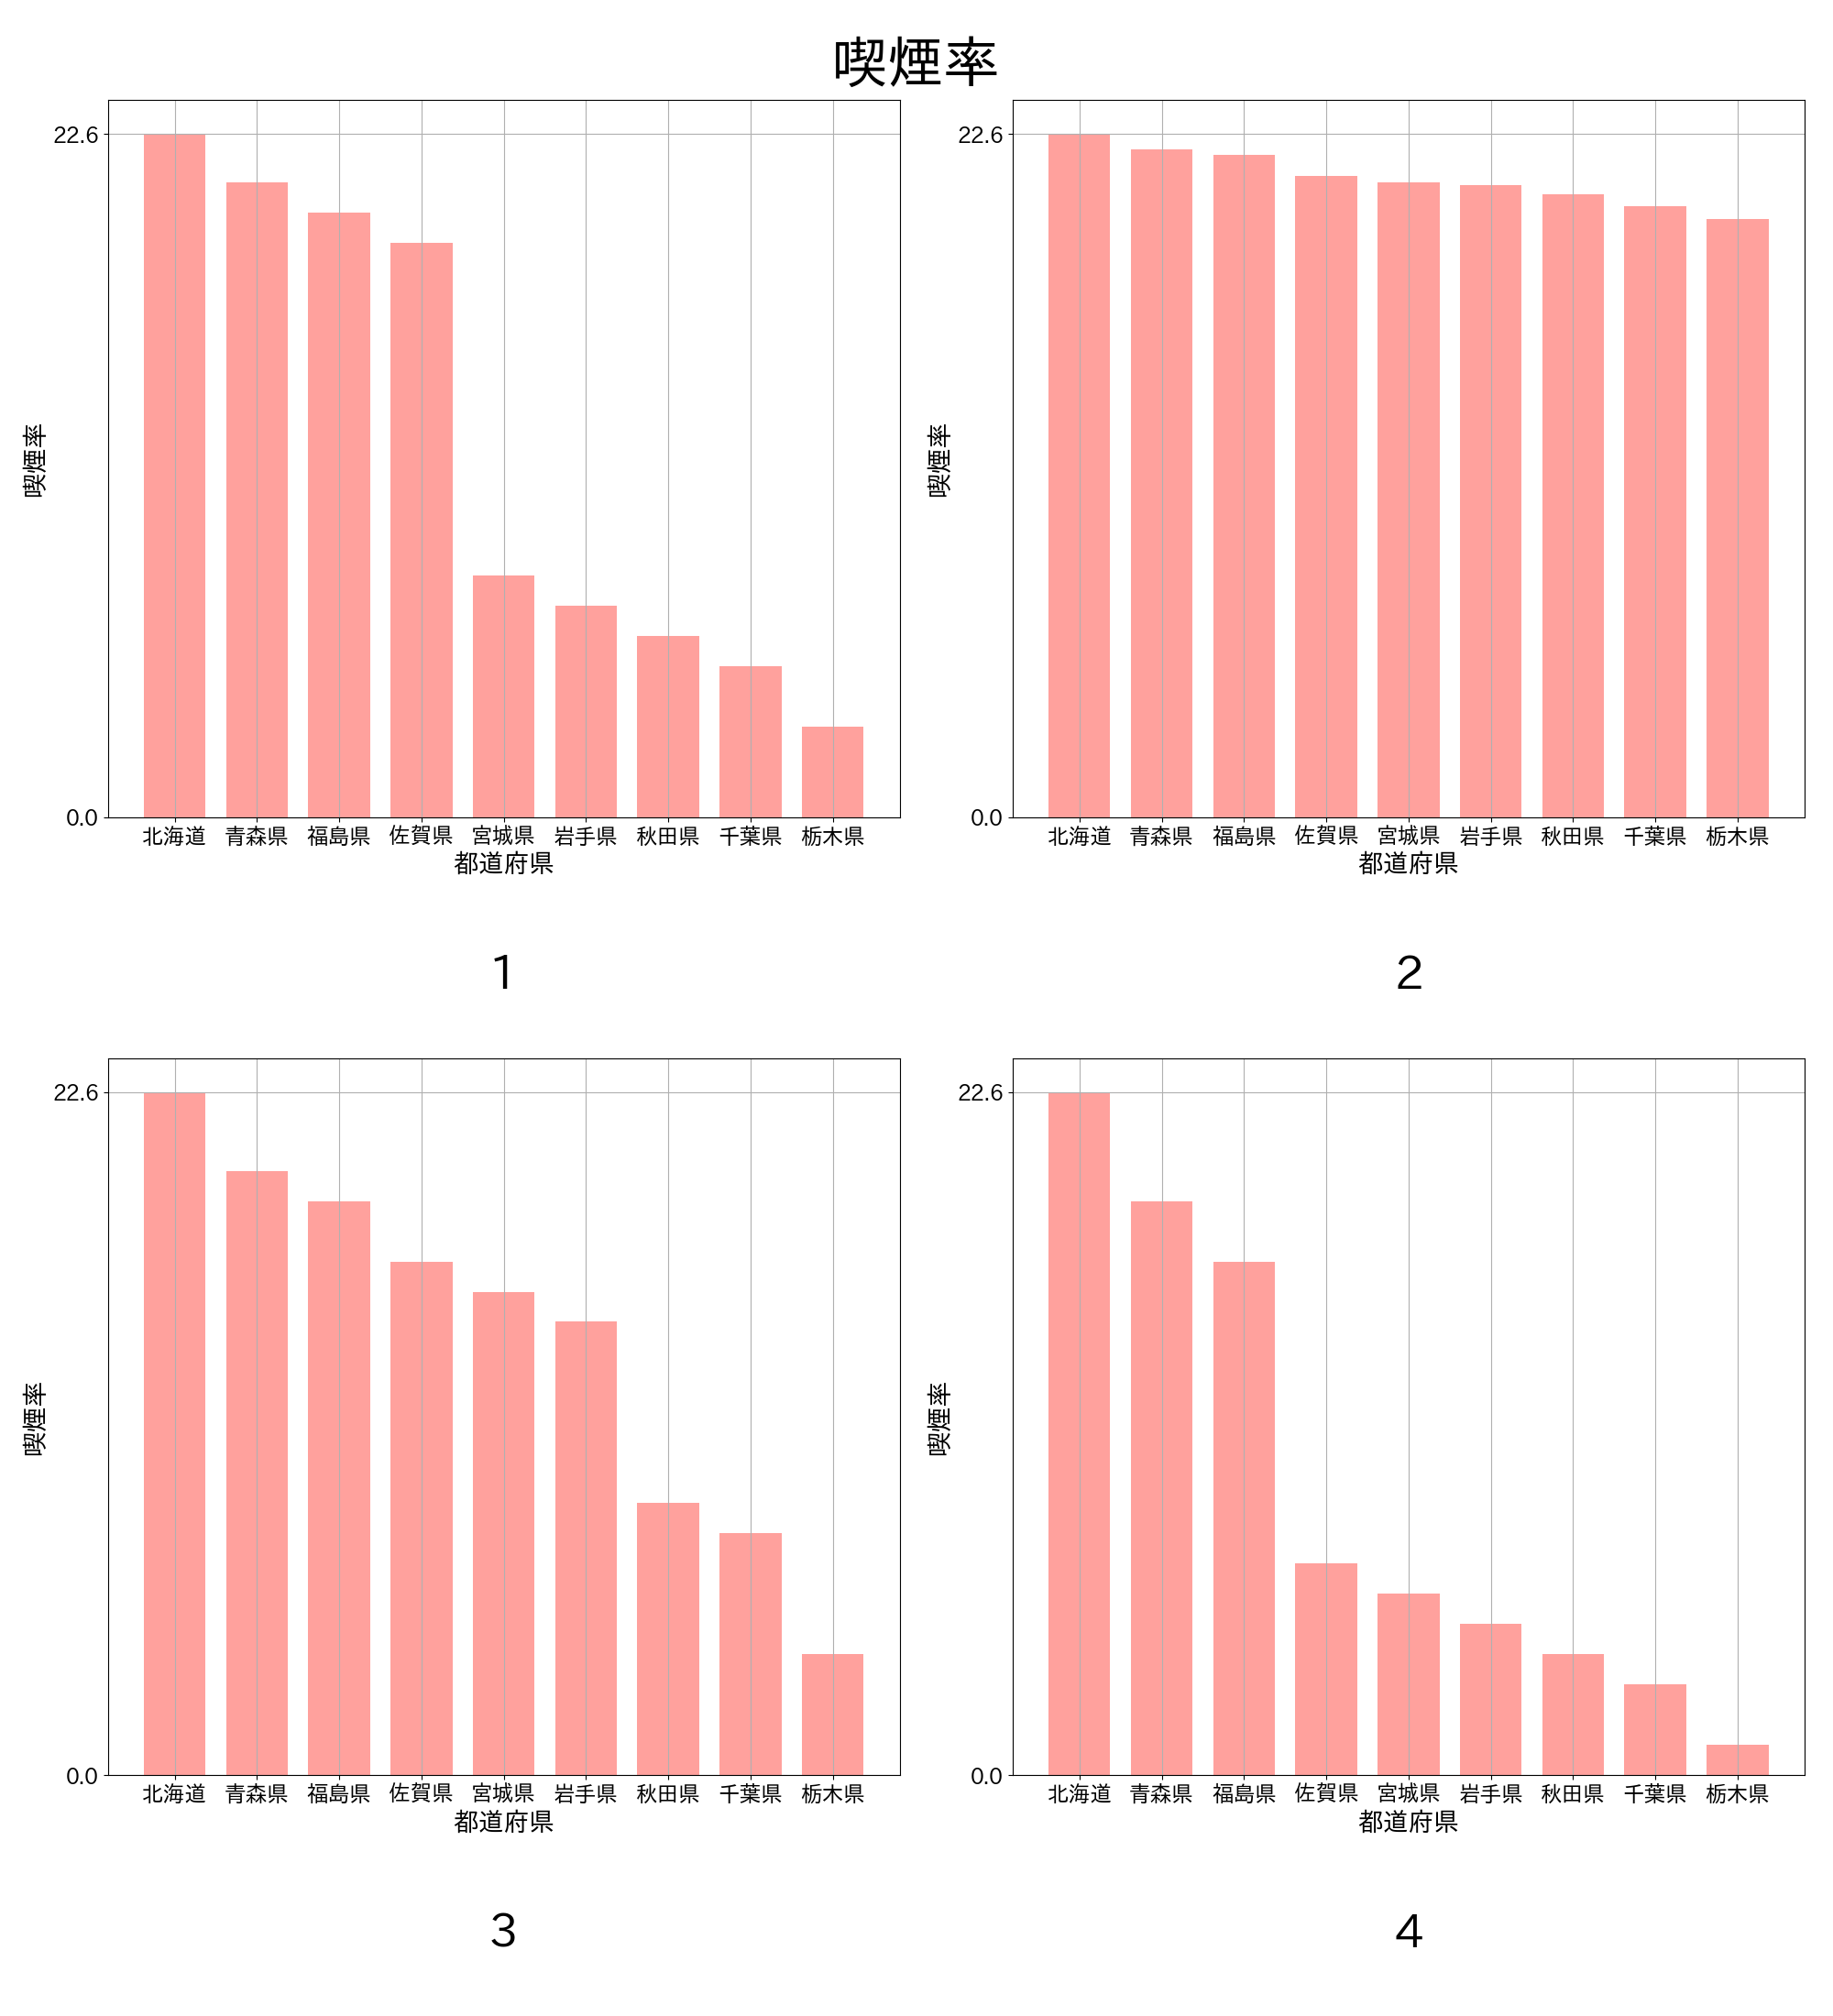 喫煙率
22.6
0.0
喫煙率
北海道 青森県 福島県 佐賀県 宮城県 岩手県 秋田県 千葉県 栃木県
都道府県
1
22.6
0.0
喫煙率
北海道 青森県 福島県 佐賀県 宮城県 岩手県 秋田県 千葉県 栃木県
都道府県
2
22.6
0.0
喫煙率
北海道 青森県 福島県 佐賀県 宮城県 岩手県 秋田県 千葉県 栃木県
都道府県
3
22.6
0.0
喫煙率
北海道 青森県 福島県 佐賀県 宮城県 岩手県 秋田県 千葉県 栃木県
都道府県
4